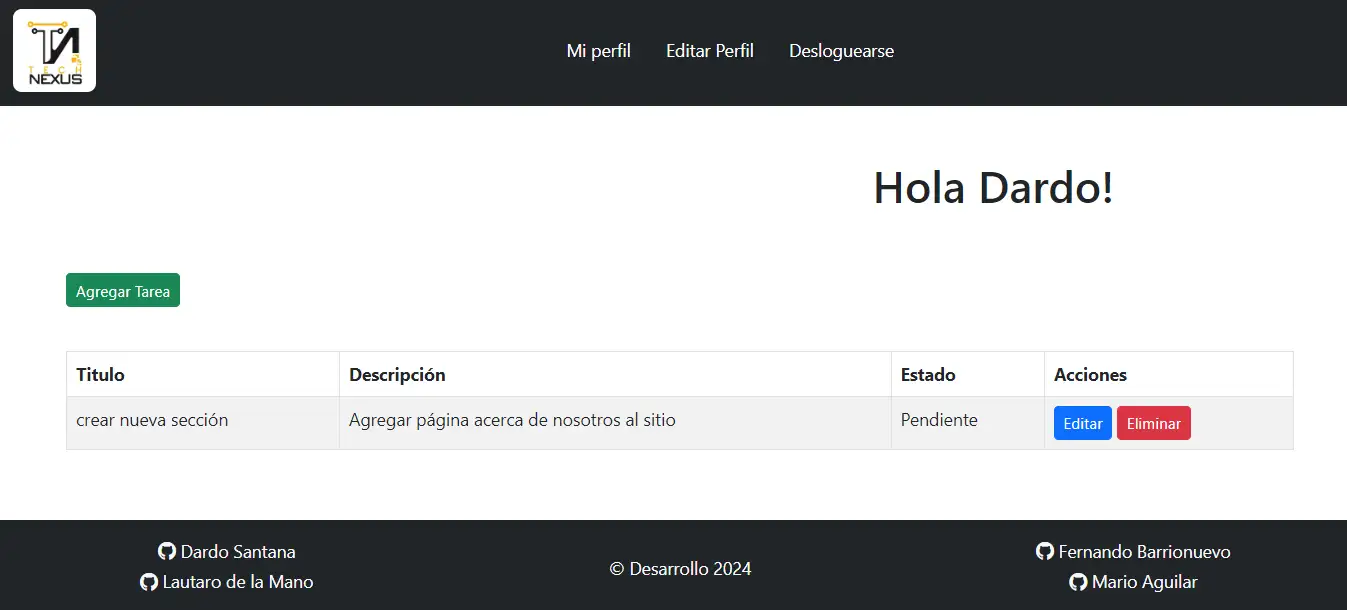 TN
TECH
NEXUS
Mi perfil Editar Perfil Desloguearse
Hola Dardo!
Agregar Tarea
Titulo Descripción Estado Acciones
crear nueva sección Agregar página acerca de nosotros al sitio Pendiente Editar Eliminar
Dardo Santana
Lautaro de la Mano
© Desarrollo 2024
Fernando Barrionuevo
Mario Aguilar